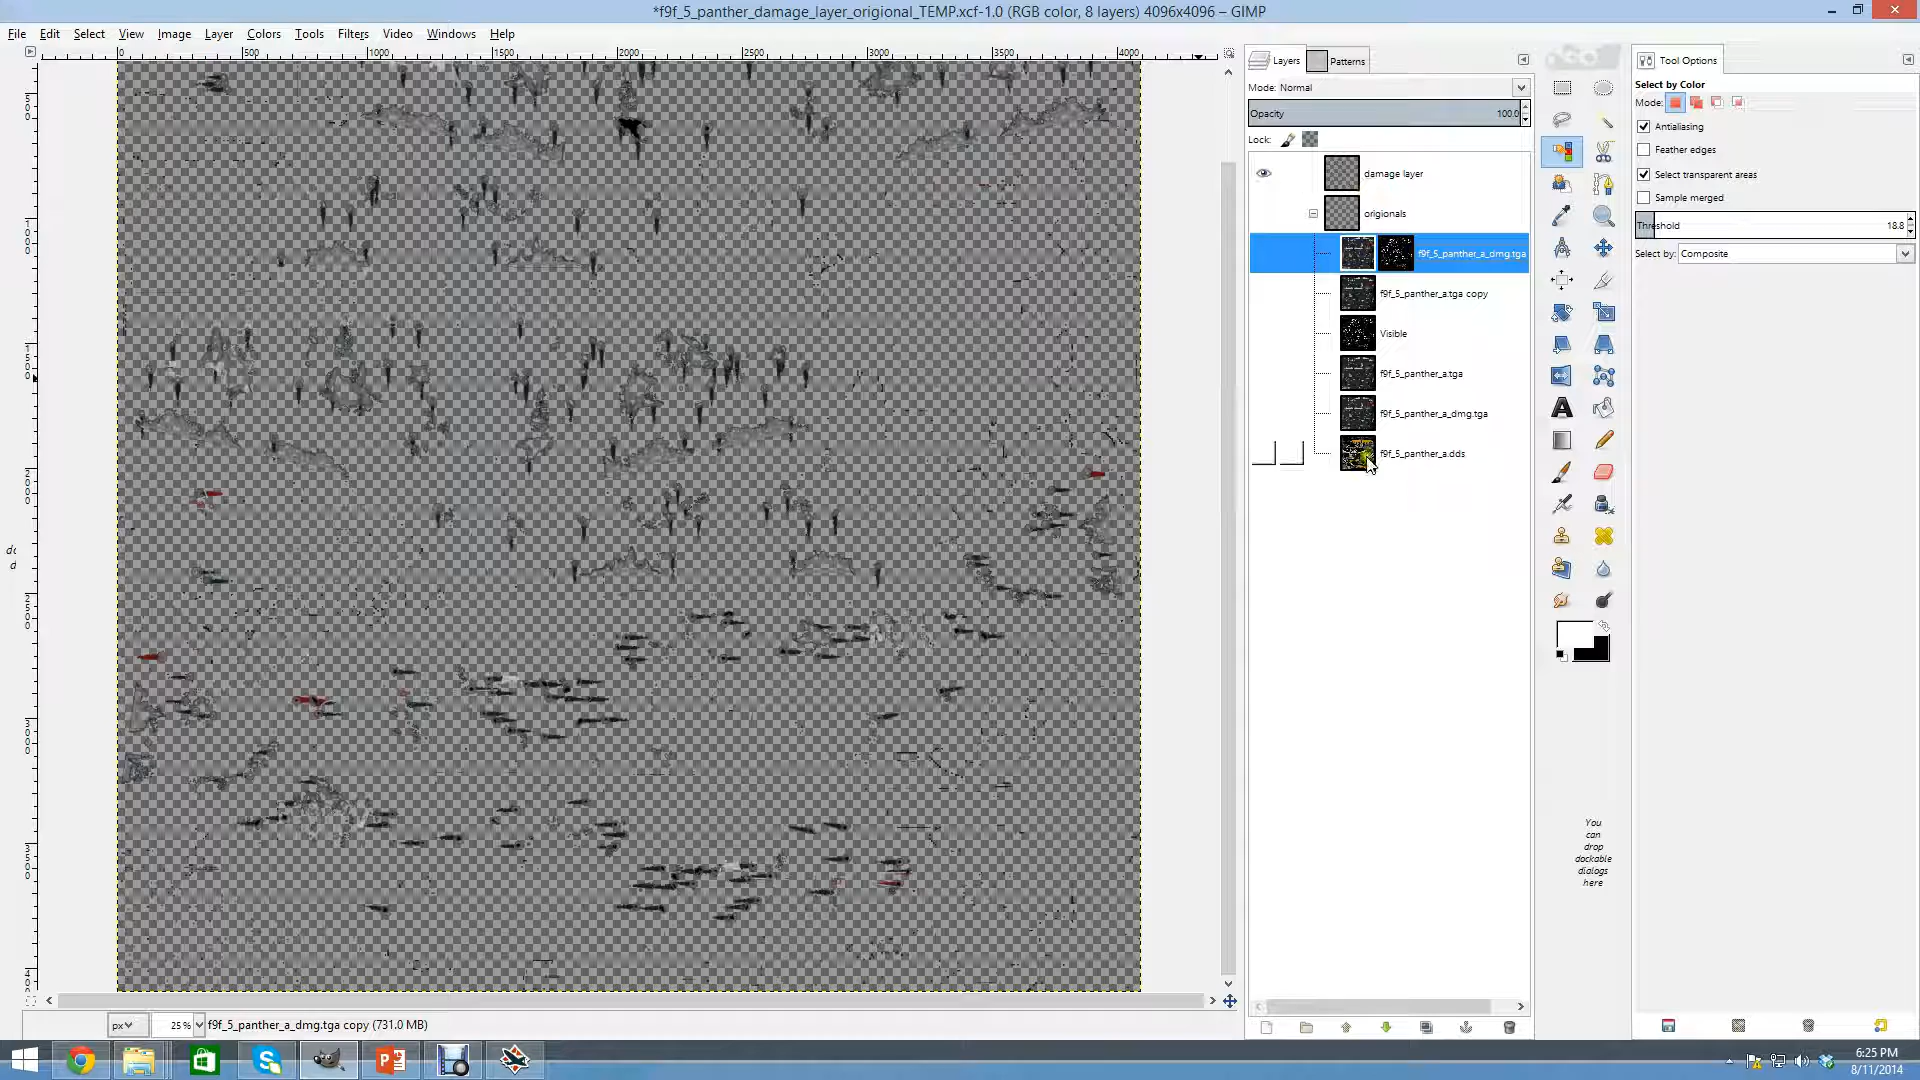 *f9f_5_panther_damage_layer_origional_TEMP.xcf-1.0 (RGB color, 8 layers) 4096x4096 – GIMP
File Edit Select View Image Layer Colors Tools Filters Video Windows Help
0 500 1000 1500 2000 2500 3000 3500 4000
Layers Patterns
Mode: Normal
Opacity 100.0
Lock:
damage layer
origionals
f9f_5_panther_a_dmg.tga
f9f_5_panther_a.tga copy
Visible
f9f_5_panther_a.tga
f9f_5_panther_a_dmg.tga
f9f_5_panther_a.dds
Tool Options
Select by Color
Mode:
Antialiasing
Feather edges
Select transparent areas
Sample merged
Threshold 18.8
Select by: Composite
You
can
drop
dockable
dialogs
here
px 25 % f9f_5_panther_a_dmg.tga copy (731.0 MB)
6:25 PM
8/11/2014